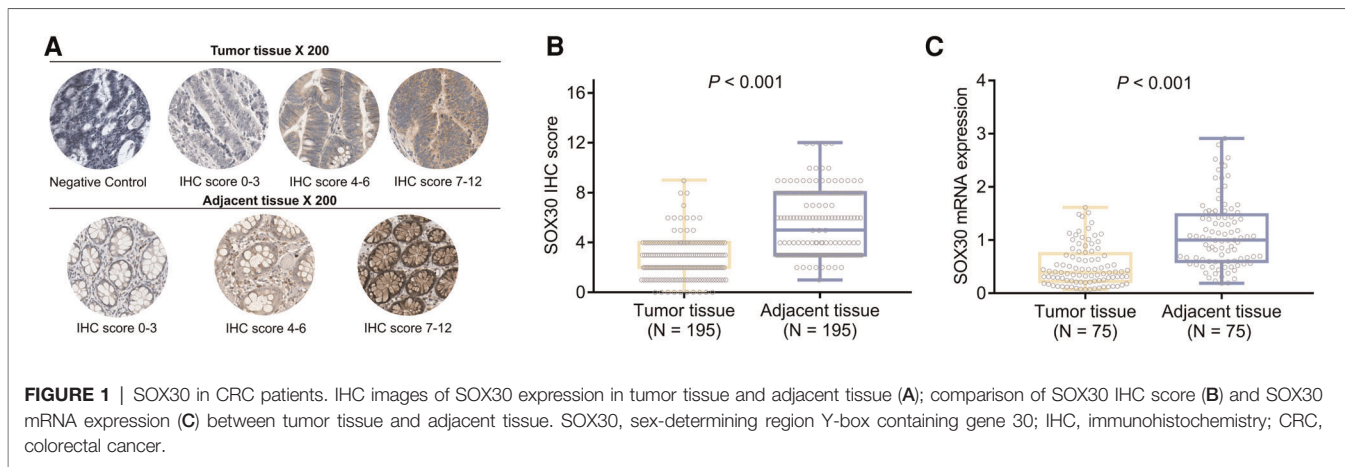 A
Tumor tissue X 200
Negative Control
IHC score 0-3
IHC score 4-6
IHC score 7-12
Adjacent tissue X 200
IHC score 0-3
IHC score 4-6
IHC score 7-12
B
P < 001
SOX30 IHC score
16
12
8
4
0
Tumor tissue
(N = 195)
Adjacent tissue
(N = 195)
C
P < 0.001
SOX30 mRNA expression
4
3
2
1
0
Tumor tissue
(N = 75)
Adjacent tissue
(N = 75)
FIGURE 1 | SOX30 in CRC patients. IHC images of SOX30 expression in tumor tissue and adjacent tissue (A); comparison of SOX30 IHC score (B) and SOX30
mRNA expression (C) between tumor tissue and adjacent tissue. SOX30, sex-determining region Y-box containing gene 30; IHC, immunohistochemistry; CRC,
colorectal cancer.